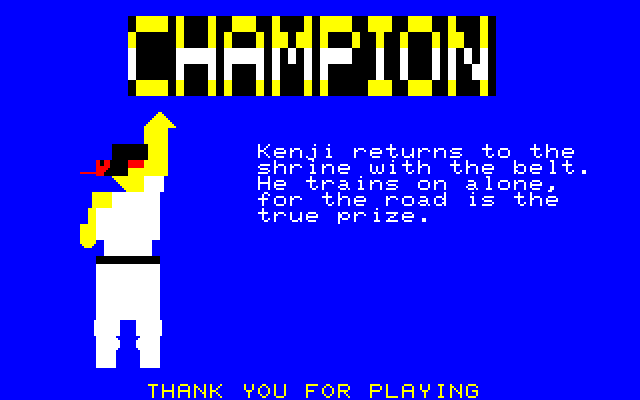 CHAMPION
Kenji returns to the
shrine with the belt.
He trains on alone,
for the road is the
true prize.
THANK YOU FOR PLAYING